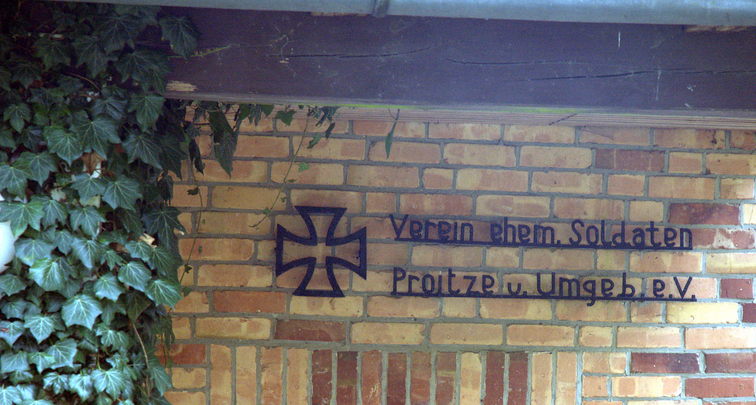 Verein ehem. Soldaten
Proitze u. Umgeb. e.V.